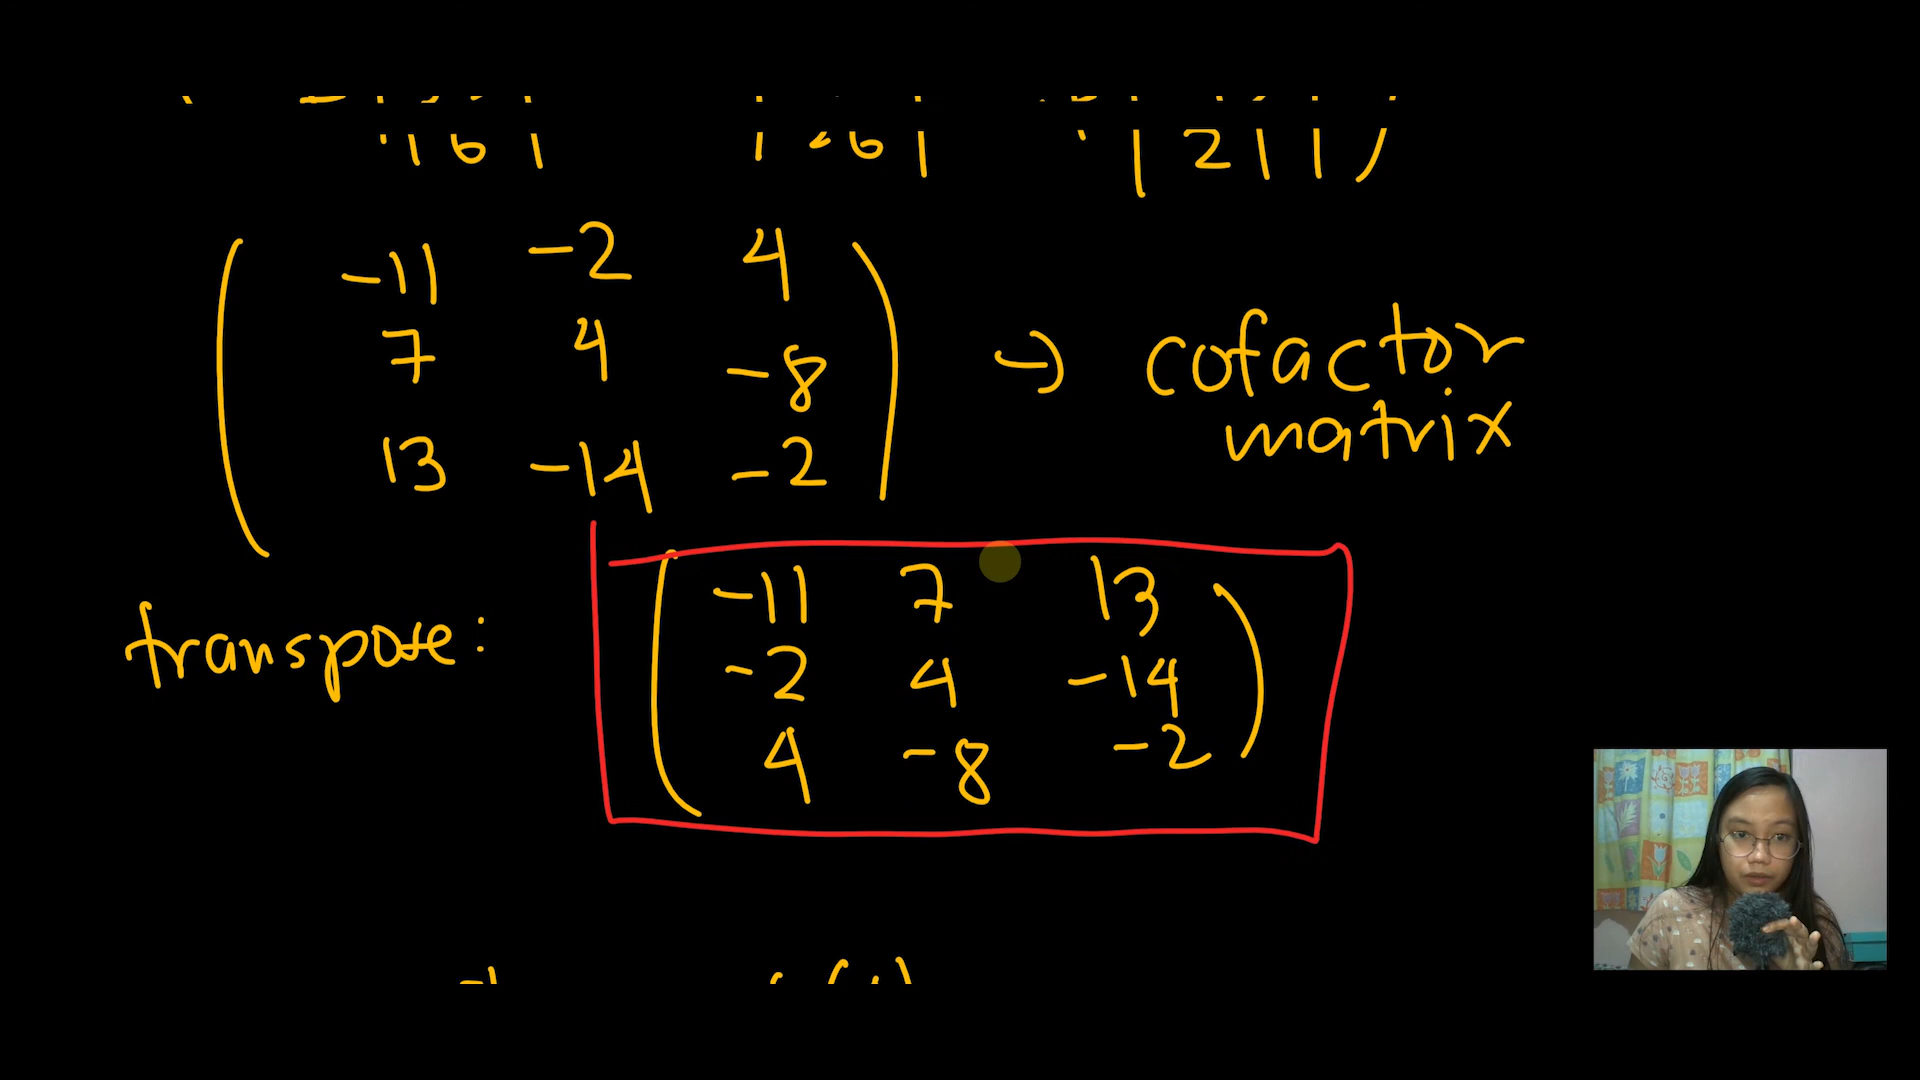 2 1
-11 -2 4
7 4 -8 → cofactor
matrix
13 -14 -2
-11 7 13
transpose: -2 4 -14
4 -8 -2